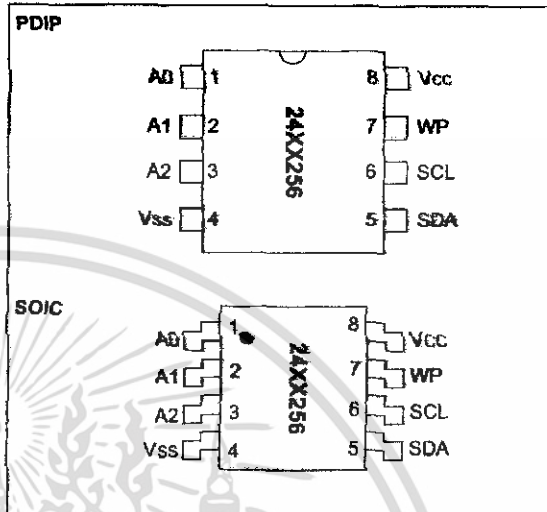 PDIP
A0 1 8 Vcc
A1 2 7 WP
A2 3 6 SCL
Vss 4 5 SDA
24XX256
SOIC
A0 1 8 Vcc
A1 2 7 WP
A2 3 6 SCL
Vss 4 5 SDA
24XX256